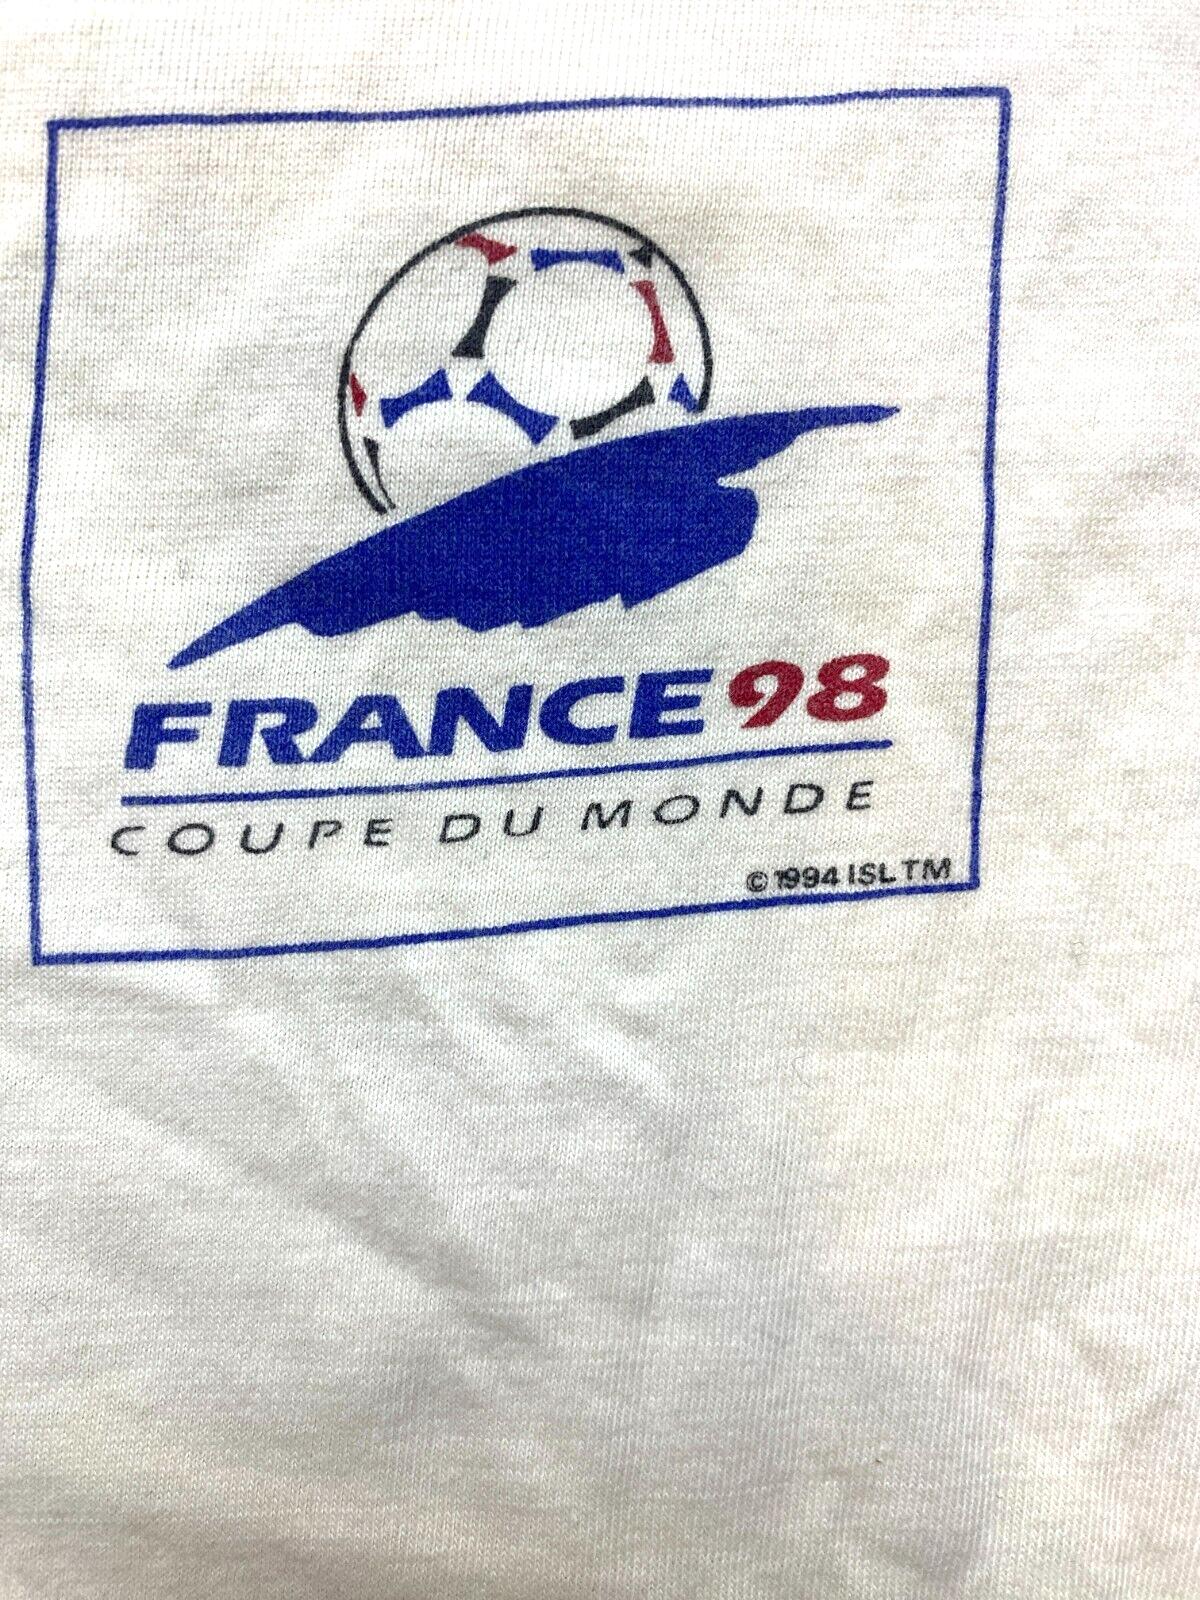 FRANCE 98
COUPE DU MONDE
© 1994 ISL TM